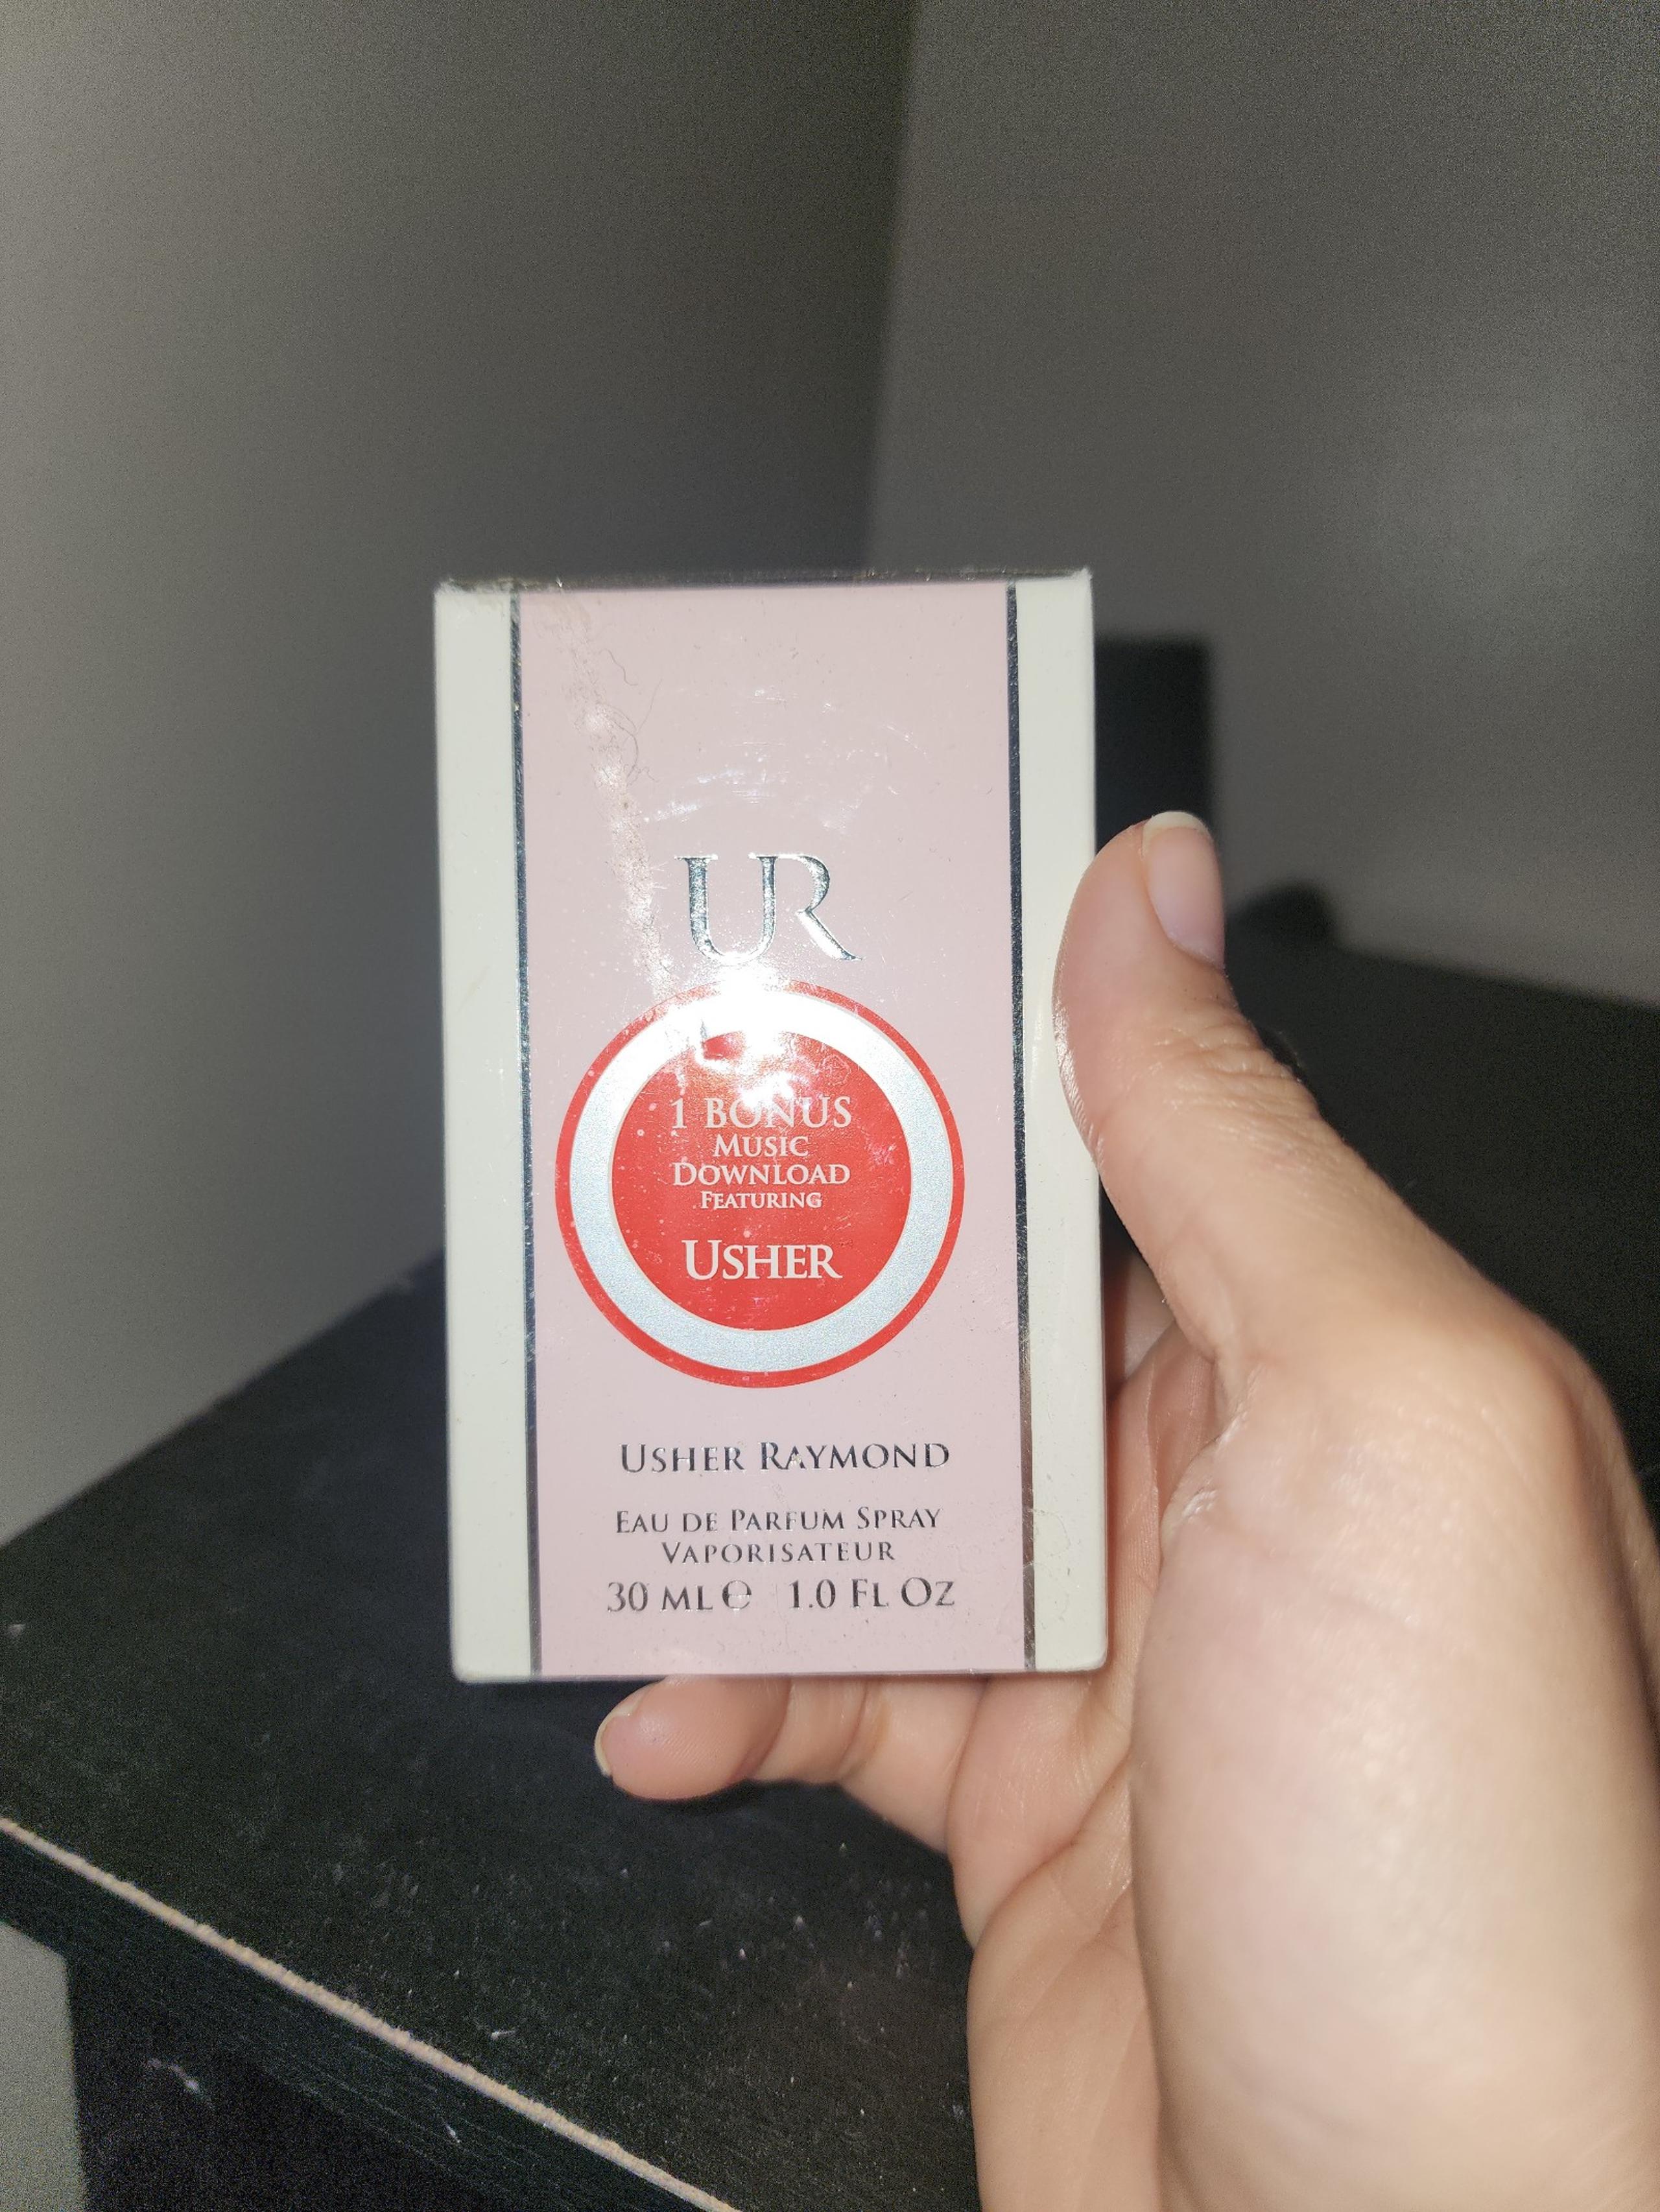 UR
1 BONUS
MUSIC
DOWNLOAD
FEATURING
USHER
USHER RAYMOND
EAU DE PARFUM SPRAY
VAPORISATEUR
30 ML ℮ 1.0 FL OZ